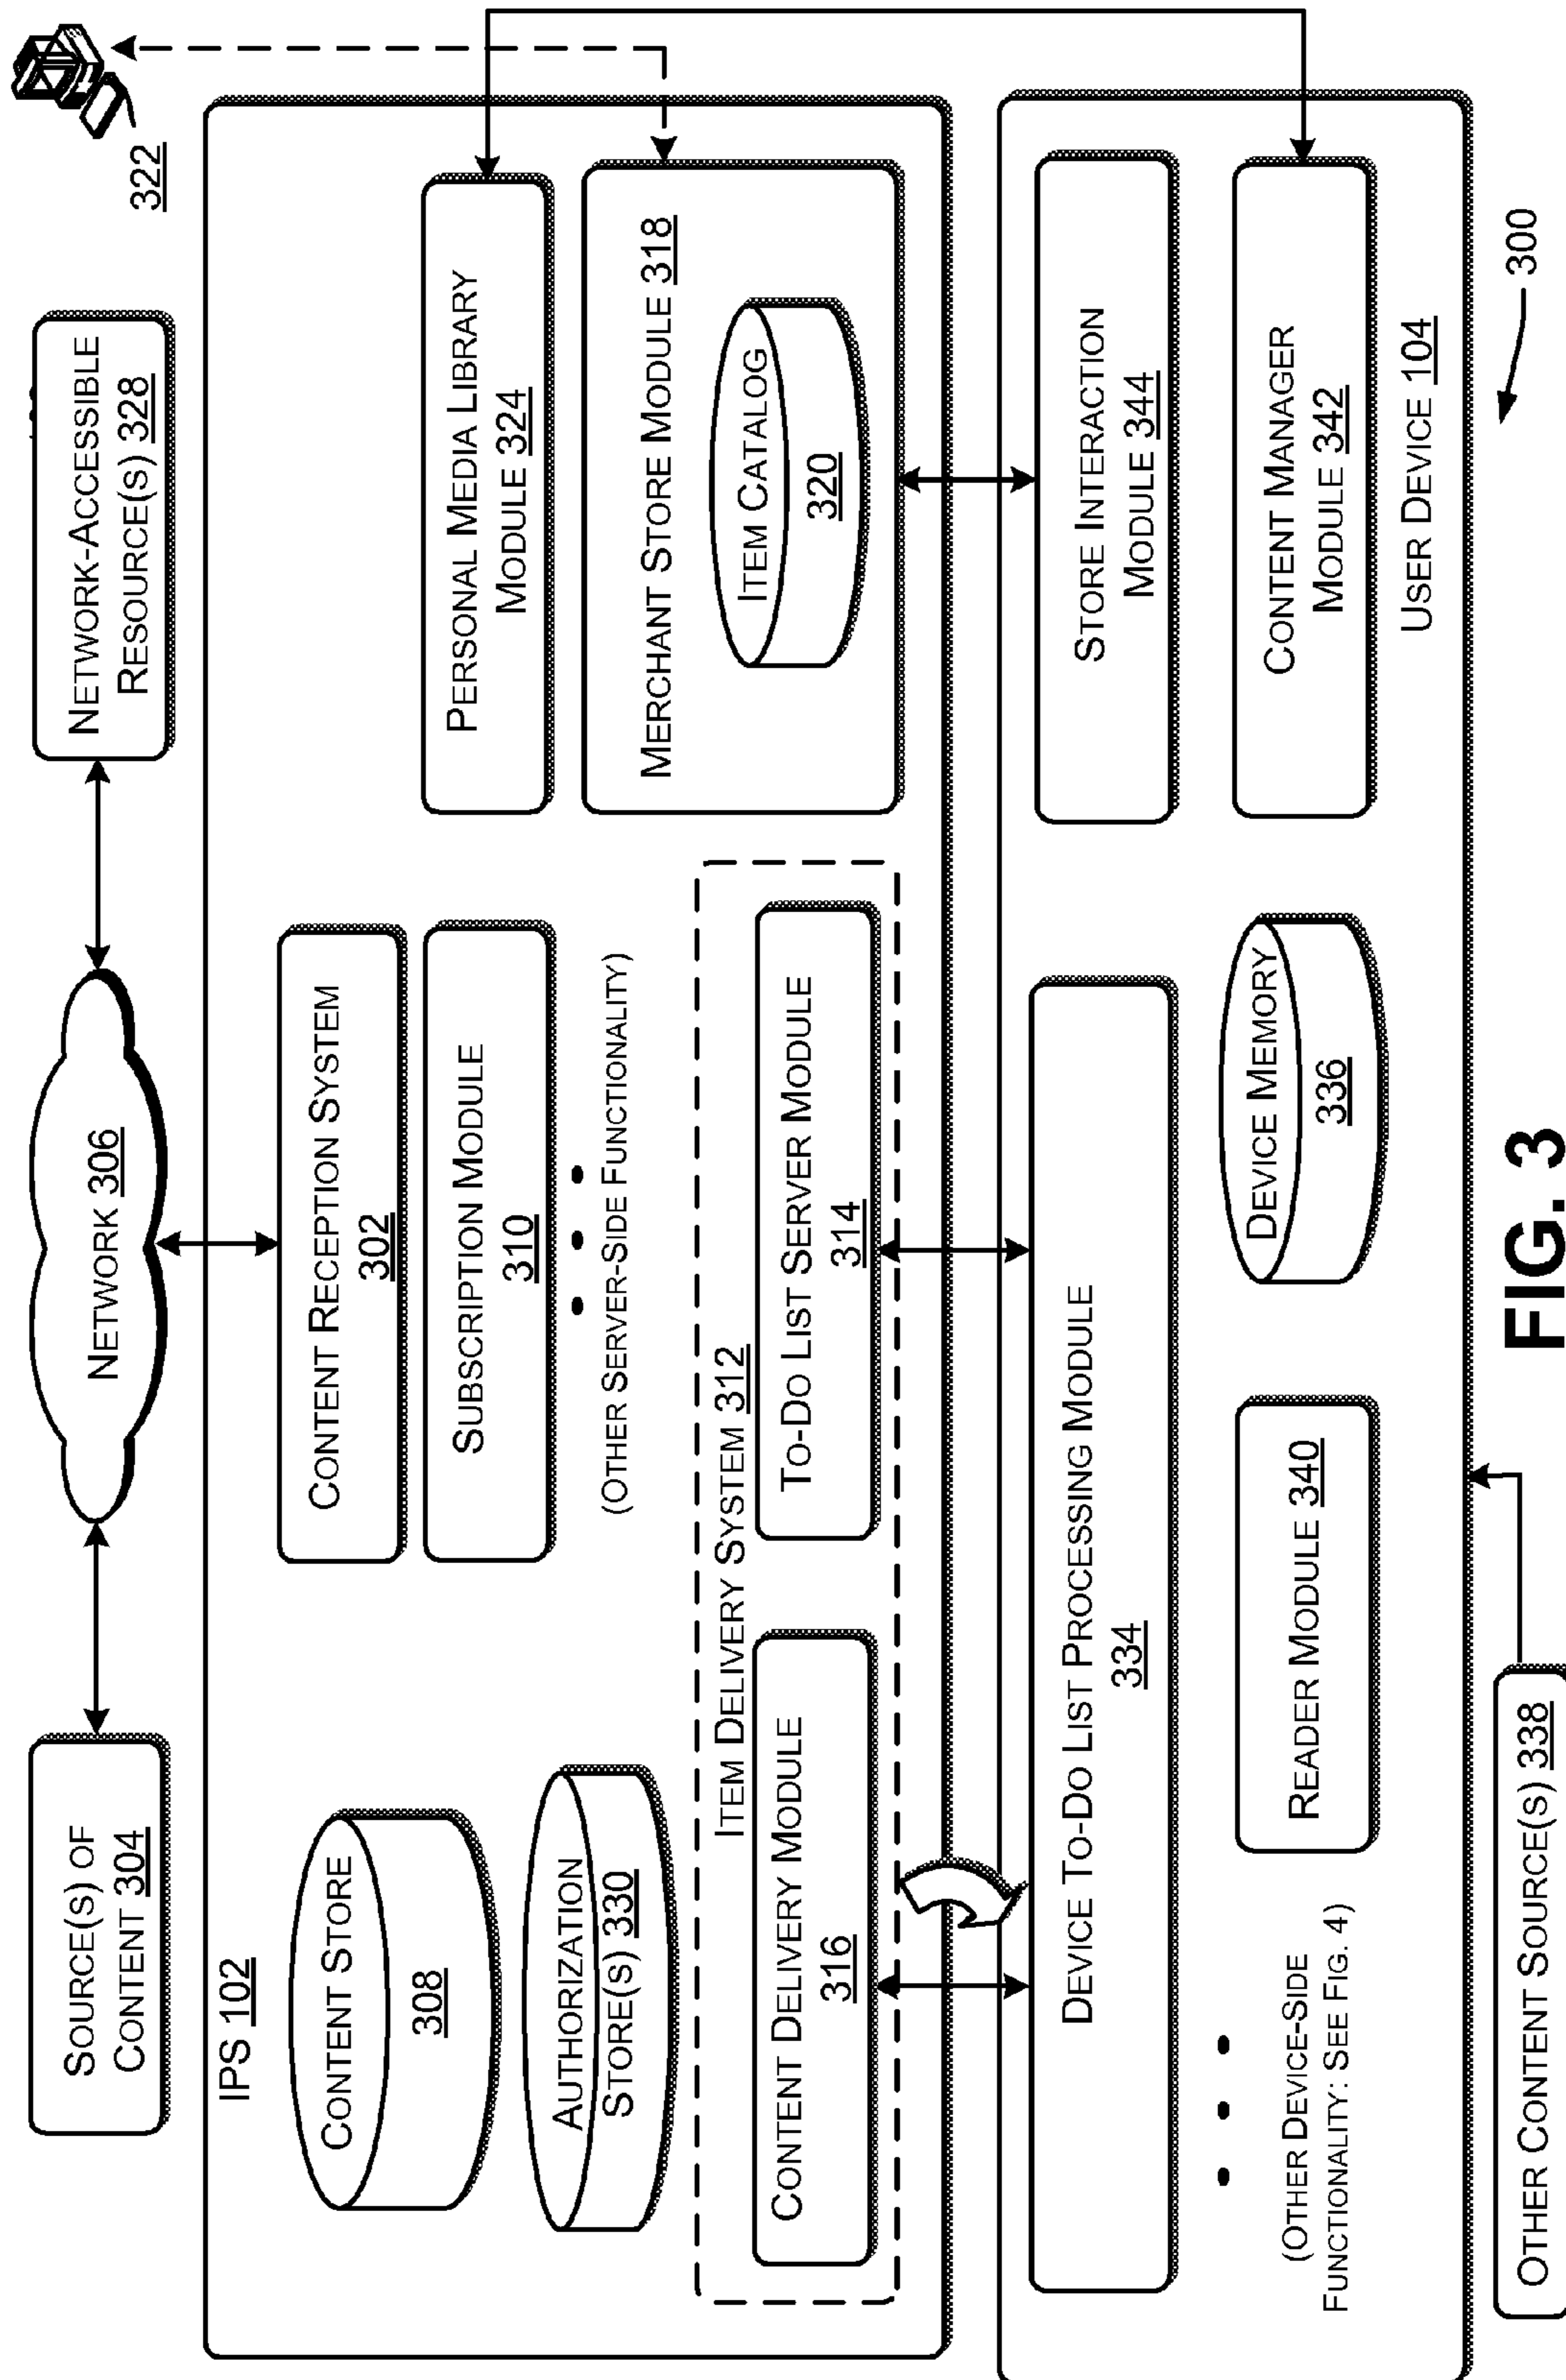 SOURCE(S) OF
CONTENT 304
NETWORK 306
NETWORK-ACCESSIBLE
RESOURCE(S) 328
322
IPS 102
CONTENT STORE
308
AUTHORIZATION
STORE(S) 330
CONTENT RECEPTION SYSTEM
302
SUBSCRIPTION MODULE
310
(OTHER SERVER-SIDE FUNCTIONALITY)
PERSONAL MEDIA LIBRARY
MODULE 324
MERCHANT STORE MODULE 318
ITEM CATALOG
320
ITEM DELIVERY SYSTEM 312
CONTENT DELIVERY MODULE
316
TO-DO LIST SERVER MODULE
314
DEVICE TO-DO LIST PROCESSING MODULE
334
STORE INTERACTION
MODULE 344
(OTHER DEVICE-SIDE
FUNCTIONALITY: SEE FIG. 4)
READER MODULE 340
DEVICE MEMORY
336
CONTENT MANAGER
MODULE 342
USER DEVICE 104
OTHER CONTENT SOURCE(S) 338
300
FIG. 3